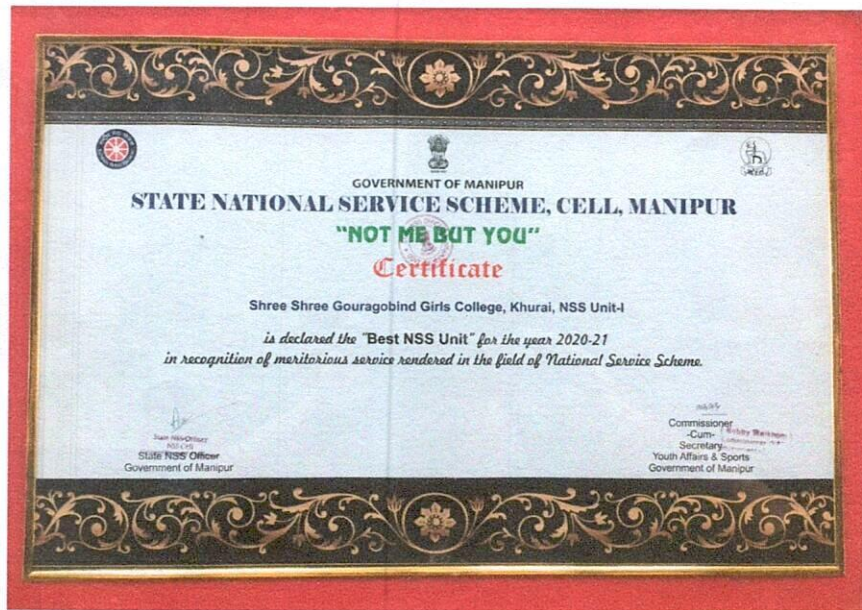 GOVERNMENT OF MANIPUR
STATE NATIONAL SERVICE SCHEME, CELL, MANIPUR
"NOT ME BUT YOU"
Certificate
Shree Shree Gouragobind Girls College, Khurai, NSS Unit-I
is declared the "Best NSS Unit" for the year 2020-21
in recognition of meritorious service rendered in the field of National Service Scheme.
State NSS Officer
State NSS Officer
Government of Manipur
Commissioner
-Cum-
Secretary
Youth Affairs & Sports
Government of Manipur